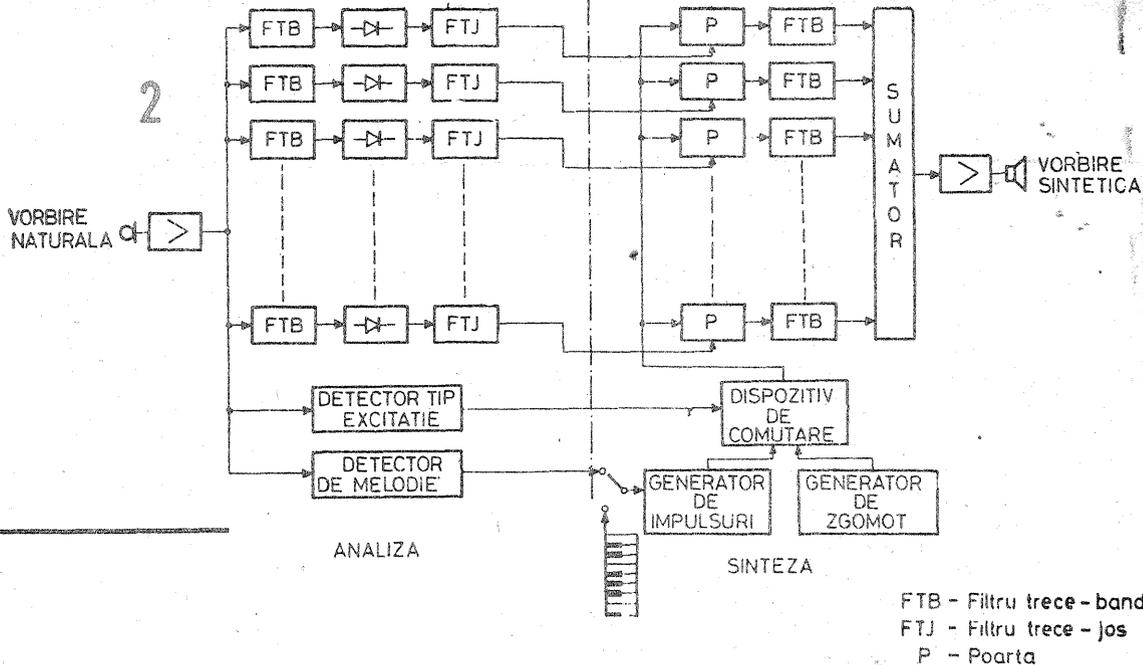 FTB
FTJ
P
FTB
FTB
FTJ
P
FTB
2
FTB
FTJ
P
FTB
SUMATOR
VORBIRE
SINTETICA
VORBIRE
NATURALA
>
>
FTB
FTJ
P
FTB
DETECTOR TIP
EXCITATIE
DISPOZITIV
DE
COMUTARE
DETECTOR
DE MELODIE
GENERATOR
DE
IMPULSURI
GENERATOR
DE
ZGOMOT
ANALIZA
SINTEZA
FTB - Filtru trece - band
FTJ - Filtru trece - jos
P - Poarta